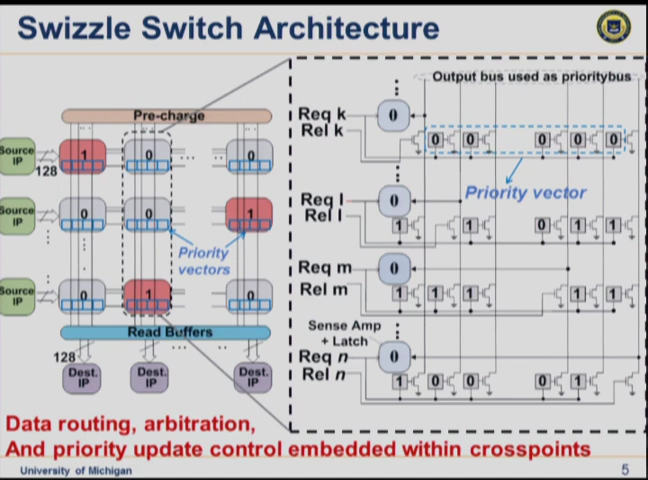 Swizzle Switch Architecture
Output bus used as prioritybus
Pre-charge
Req k
Rel k
0
0 0 0 0 0
Source
IP
128
1 0 0
Priority vector
Req l
Rel l
0
1 1 0 1
Source
IP
0 0 1
Priority
vectors
Req m
Rel m
0
1 1 1 1 1
Source
IP
0 1 0
Sense Amp
+ Latch
Read Buffers
Req n
Rel n
0
1 0 0 0 1
128
Dest.
IP
Dest.
IP
Dest.
IP
Data routing, arbitration,
And priority update control embedded within crosspoints
University of Michigan
5